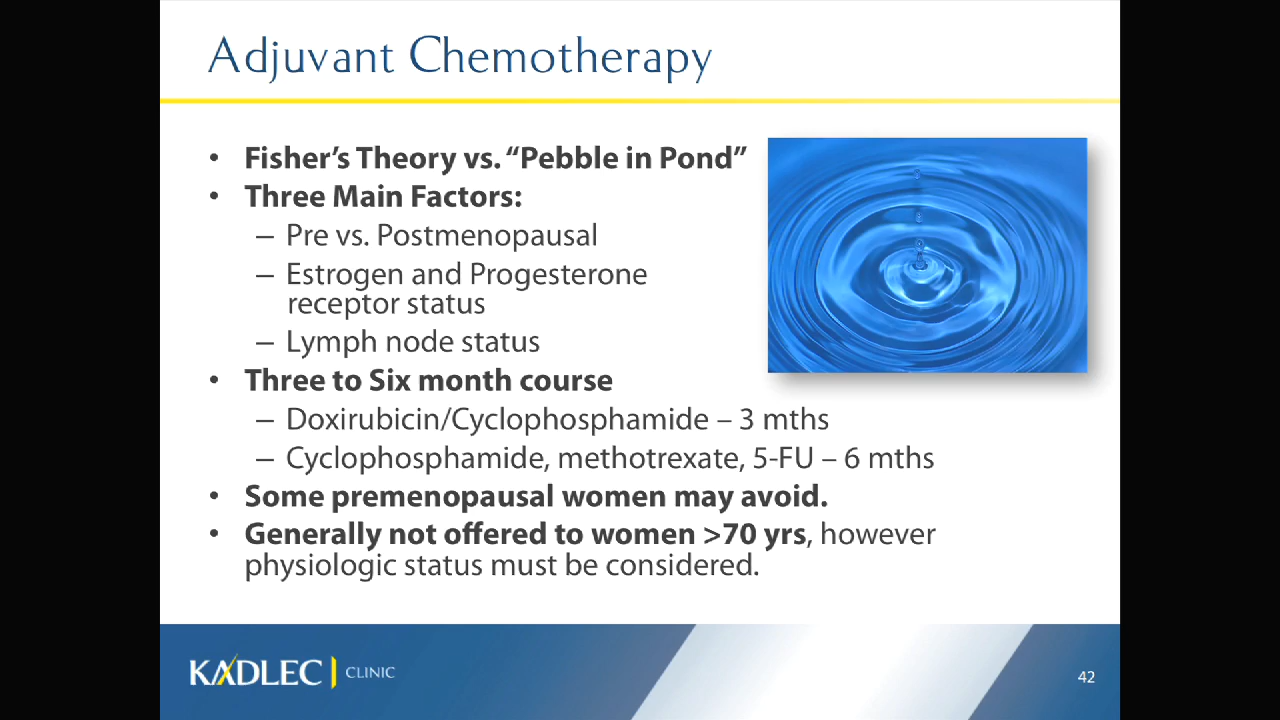 Adjuvant Chemotherapy
• Fisher's Theory vs. “Pebble in Pond”
• Three Main Factors:
– Pre vs. Postmenopausal
– Estrogen and Progesterone
receptor status
– Lymph node status
• Three to Six month course
– Doxirubicin/Cyclophosphamide – 3 mths
– Cyclophosphamide, methotrexate, 5-FU – 6 mths
• Some premenopausal women may avoid.
• Generally not offered to women >70 yrs, however
physiologic status must be considered.
KADLEC CLINIC
42